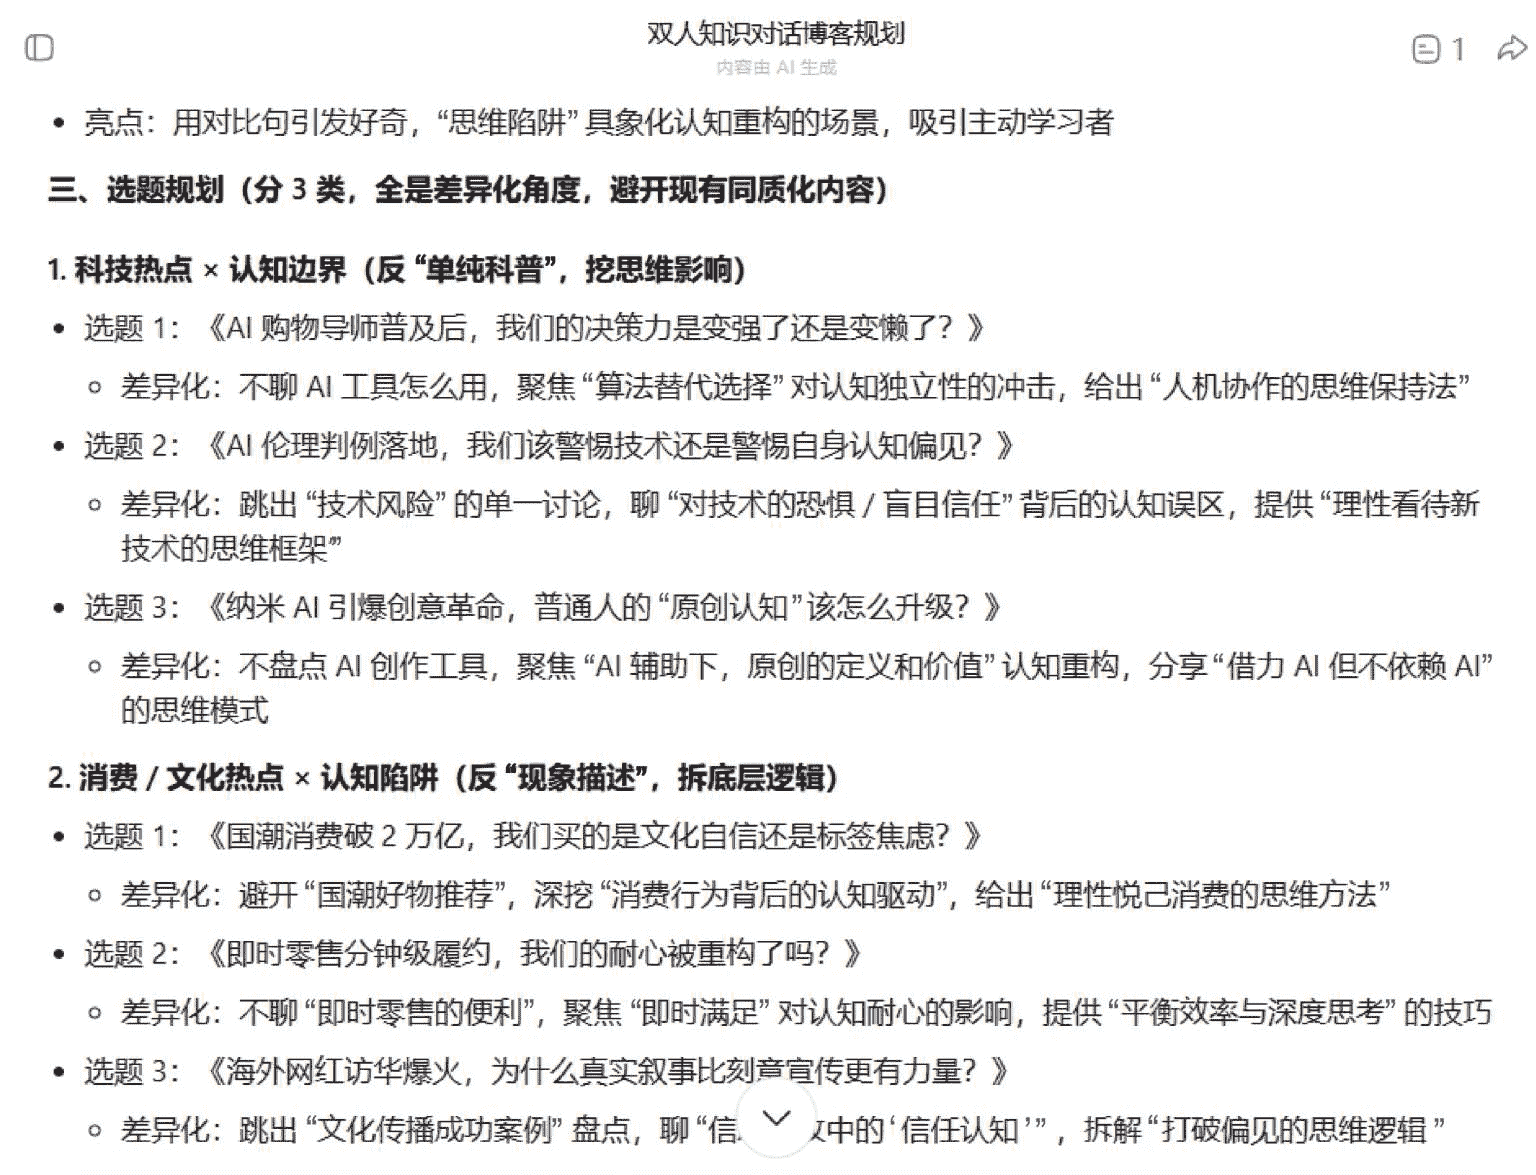 双人知识对话博客规划
内容由 AI 生成
1
• 亮点：用对比句引发好奇，“思维陷阱”具象化认知重构的场景，吸引主动学习者
三、选题规划（分 3 类，全是差异化角度，避开现有同质化内容）
1. 科技热点 × 认知边界（反 “单纯科普”，挖思维影响）
• 选题 1：《AI 购物导师普及后，我们的决策力是变强了还是变懒了？》
○ 差异化：不聊 AI 工具怎么用，聚焦 “算法替代选择” 对认知独立性的冲击，给出 “人机协作的思维保持法”
• 选题 2：《AI 伦理判例落地，我们该警惕技术还是警惕自身认知偏见？》
○ 差异化：跳出 “技术风险” 的单一讨论，聊 “对技术的恐惧 / 盲目信任” 背后的认知误区，提供 “理性看待新
技术的思维框架”
• 选题 3：《纳米 AI 引爆创意革命，普通人的 “原创认知” 该怎么升级？》
○ 差异化：不盘点 AI 创作工具，聚焦 “AI 辅助下，原创的定义和价值” 认知重构，分享 “借力 AI 但不依赖 AI”
的思维模式
2. 消费 / 文化热点 × 认知陷阱（反 “现象描述”，拆底层逻辑）
• 选题 1：《国潮消费破 2 万亿，我们买的是文化自信还是标签焦虑？》
○ 差异化：避开 “国潮好物推荐”，深挖 “消费行为背后的认知驱动”，给出 “理性悦己消费的思维方法”
• 选题 2：《即时零售分钟级履约，我们的耐心被重构了吗？》
○ 差异化：不聊 “即时零售的便利”，聚焦 “即时满足” 对认知耐心的影响，提供 “平衡效率与深度思考” 的技巧
• 选题 3：《海外网红访华爆火，为什么真实叙事比刻意宣传更有力量？》
○ 差异化：跳出 “文化传播成功案例” 盘点，聊 “信中的 ‘信任认知’” ，拆解 “打破偏见的思维逻辑 ”